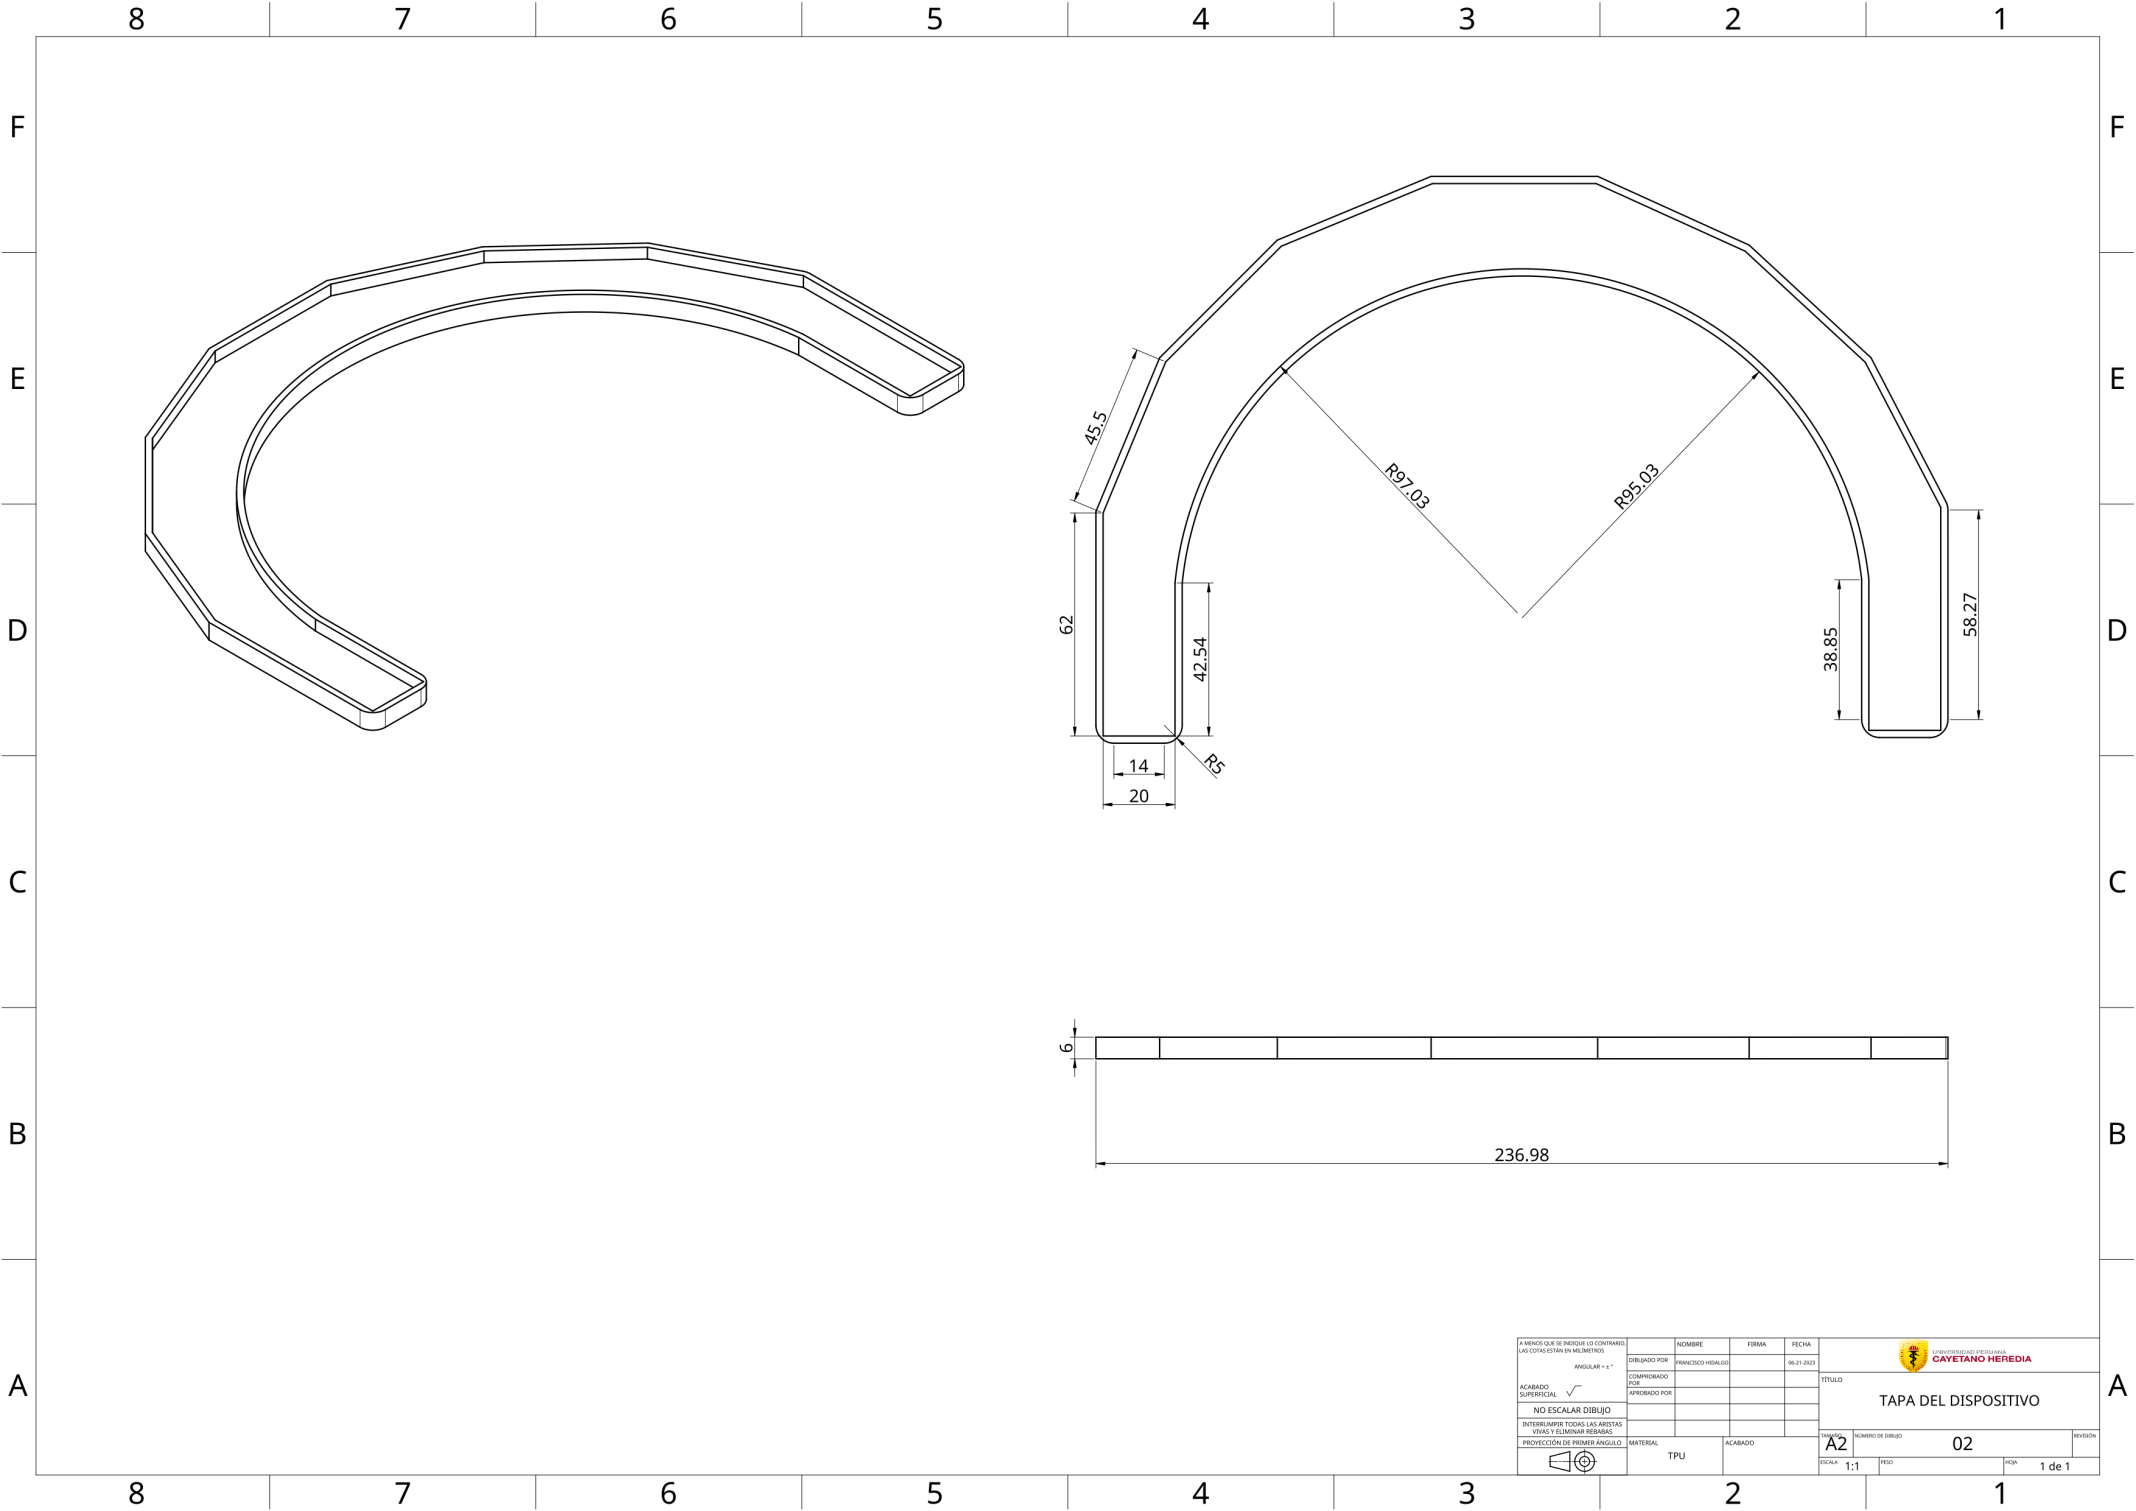 8 7 6 5 4 3 2 1
F F
E E
D D
C C
B B
A A
45.5
R97.03
R95.03
62
42.54
38.85
58.27
R5
14
20
6
236.98
A MENOS QUE SE INDIQUE LO CONTRARIO,
LAS COTAS ESTÁN EN MILÍMETROS
ANGULAR = ± °
ACABADO
SUPERFICIAL
NO ESCALAR DIBUJO
INTERRUMPIR TODAS LAS ARISTAS
VIVAS Y ELIMINAR REBABAS
PROYECCIÓN DE PRIMER ÁNGULO
NOMBRE FIRMA FECHA
DIBUJADO POR FRANCISCO HIDALGO 06-21-2023
COMPROBADO
POR
APROBADO POR
MATERIAL
TPU
ACABADO
UNIVERSIDAD PERUANA
CAYETANO HEREDIA
TÍTULO
TAPA DEL DISPOSITIVO
TAMAÑO
A2
NÚMERO DE DIBUJO
02
REVISIÓN
ESCALA 1:1
PESO
HOJA 1 de 1
8 7 6 5 4 3 2 1